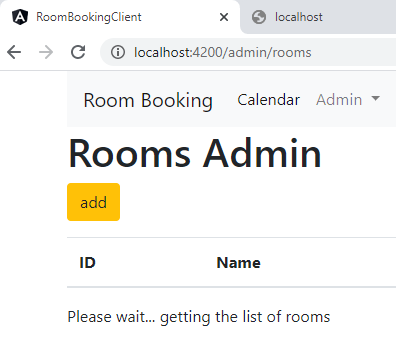 RoomBookingClient
localhost
localhost:4200/admin/rooms
Room Booking Calendar Admin
Rooms Admin
add
ID Name
Please wait... getting the list of rooms